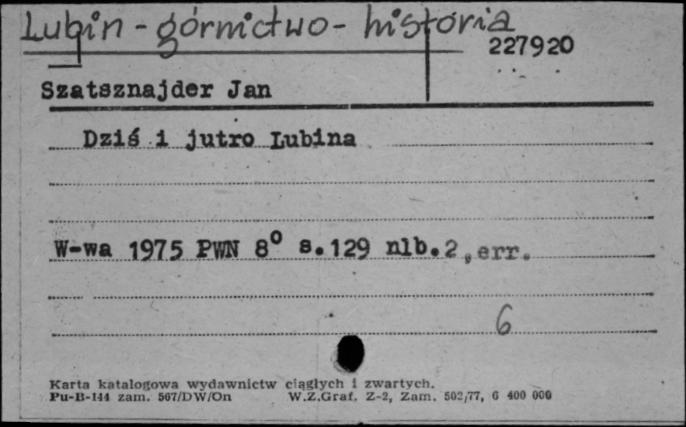 Lubin - górnictwo - historia
227920
Szatsznajder Jan
Dziś i jutro Lubina
W-wa 1975 PWN 8° s.129 nlb.2,err.
6
Karta katalogowa wydawnictw ciągłych i zwartych.
Pu-B-144 zam. 567/DW/On W.Z.Graf. Z-2, Zam. 502/77, 6 400 000